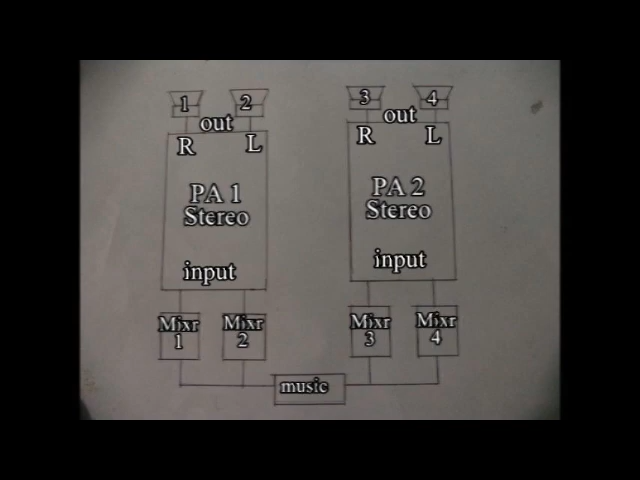 1 2 3 4
out out
R L R L
PA 1 PA 2
Stereo Stereo
input input
Mixr Mixr Mixr Mixr
1 2 3 4
music